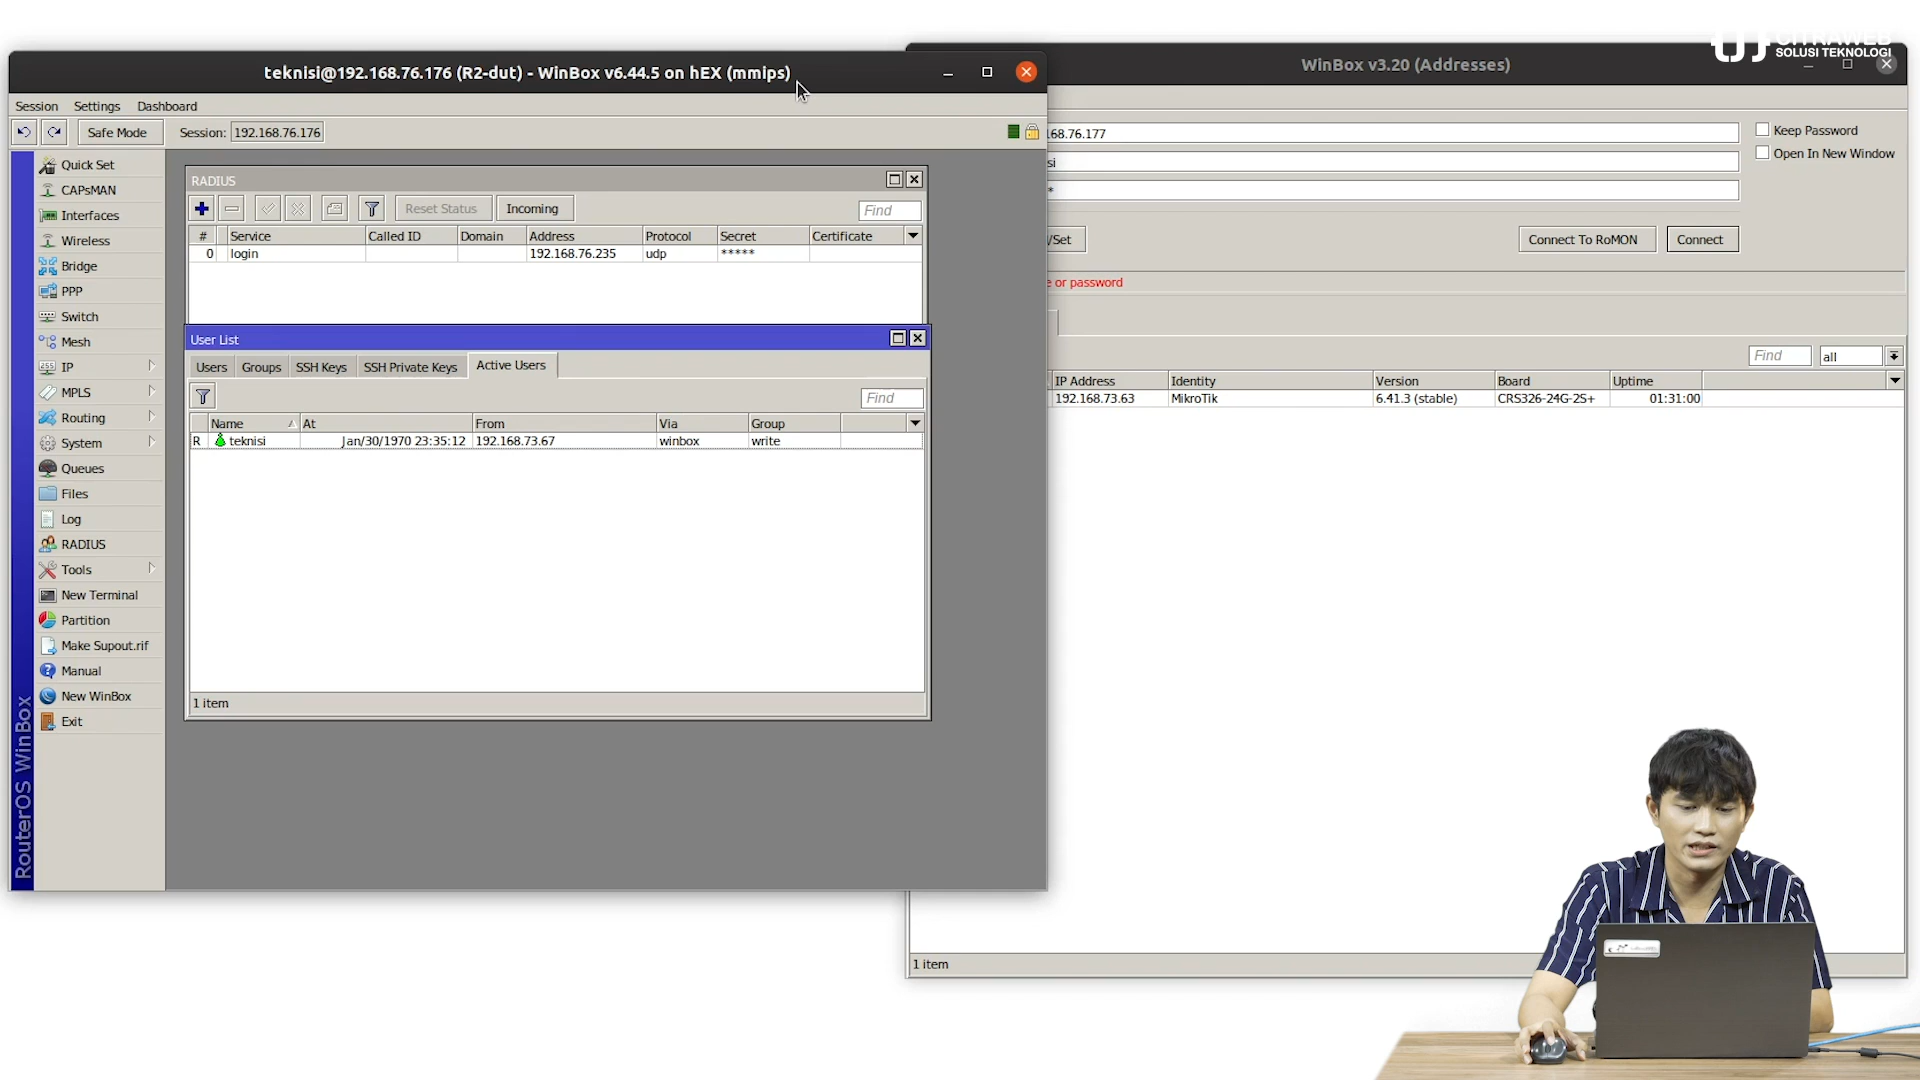 CITRAWEB
SOLUSI TEKNOLOGI
teknisi@192.168.76.176 (R2-dut) - WinBox v6.44.5 on hEX (mmips)
Session Settings Dashboard
Safe Mode Session: 192.168.76.176
Quick Set
CAPsMAN
Interfaces
Wireless
Bridge
PPP
Switch
Mesh
IP
MPLS
Routing
System
Queues
Files
Log
RADIUS
Tools
New Terminal
Partition
Make Supout.rif
Manual
New WinBox
Exit
RouterOS WinBox
RADIUS
Reset Status Incoming Find
# Service Called ID Domain Address Protocol Secret Certificate
0 login 192.168.76.235 udp *****
User List
Users Groups SSH Keys SSH Private Keys Active Users
Find
Name At From Via Group
R teknisi Jan/30/1970 23:35:12 192.168.73.67 winbox write
1 item
WinBox v3.20 (Addresses)
68.76.177 Keep Password
si Open In New Window
*
/Set Connect To RoMON Connect
e or password
Find all
IP Address Identity Version Board Uptime
192.168.73.63 MikroTik 6.41.3 (stable) CRS326-24G-2S+ 01:31:00
1 item